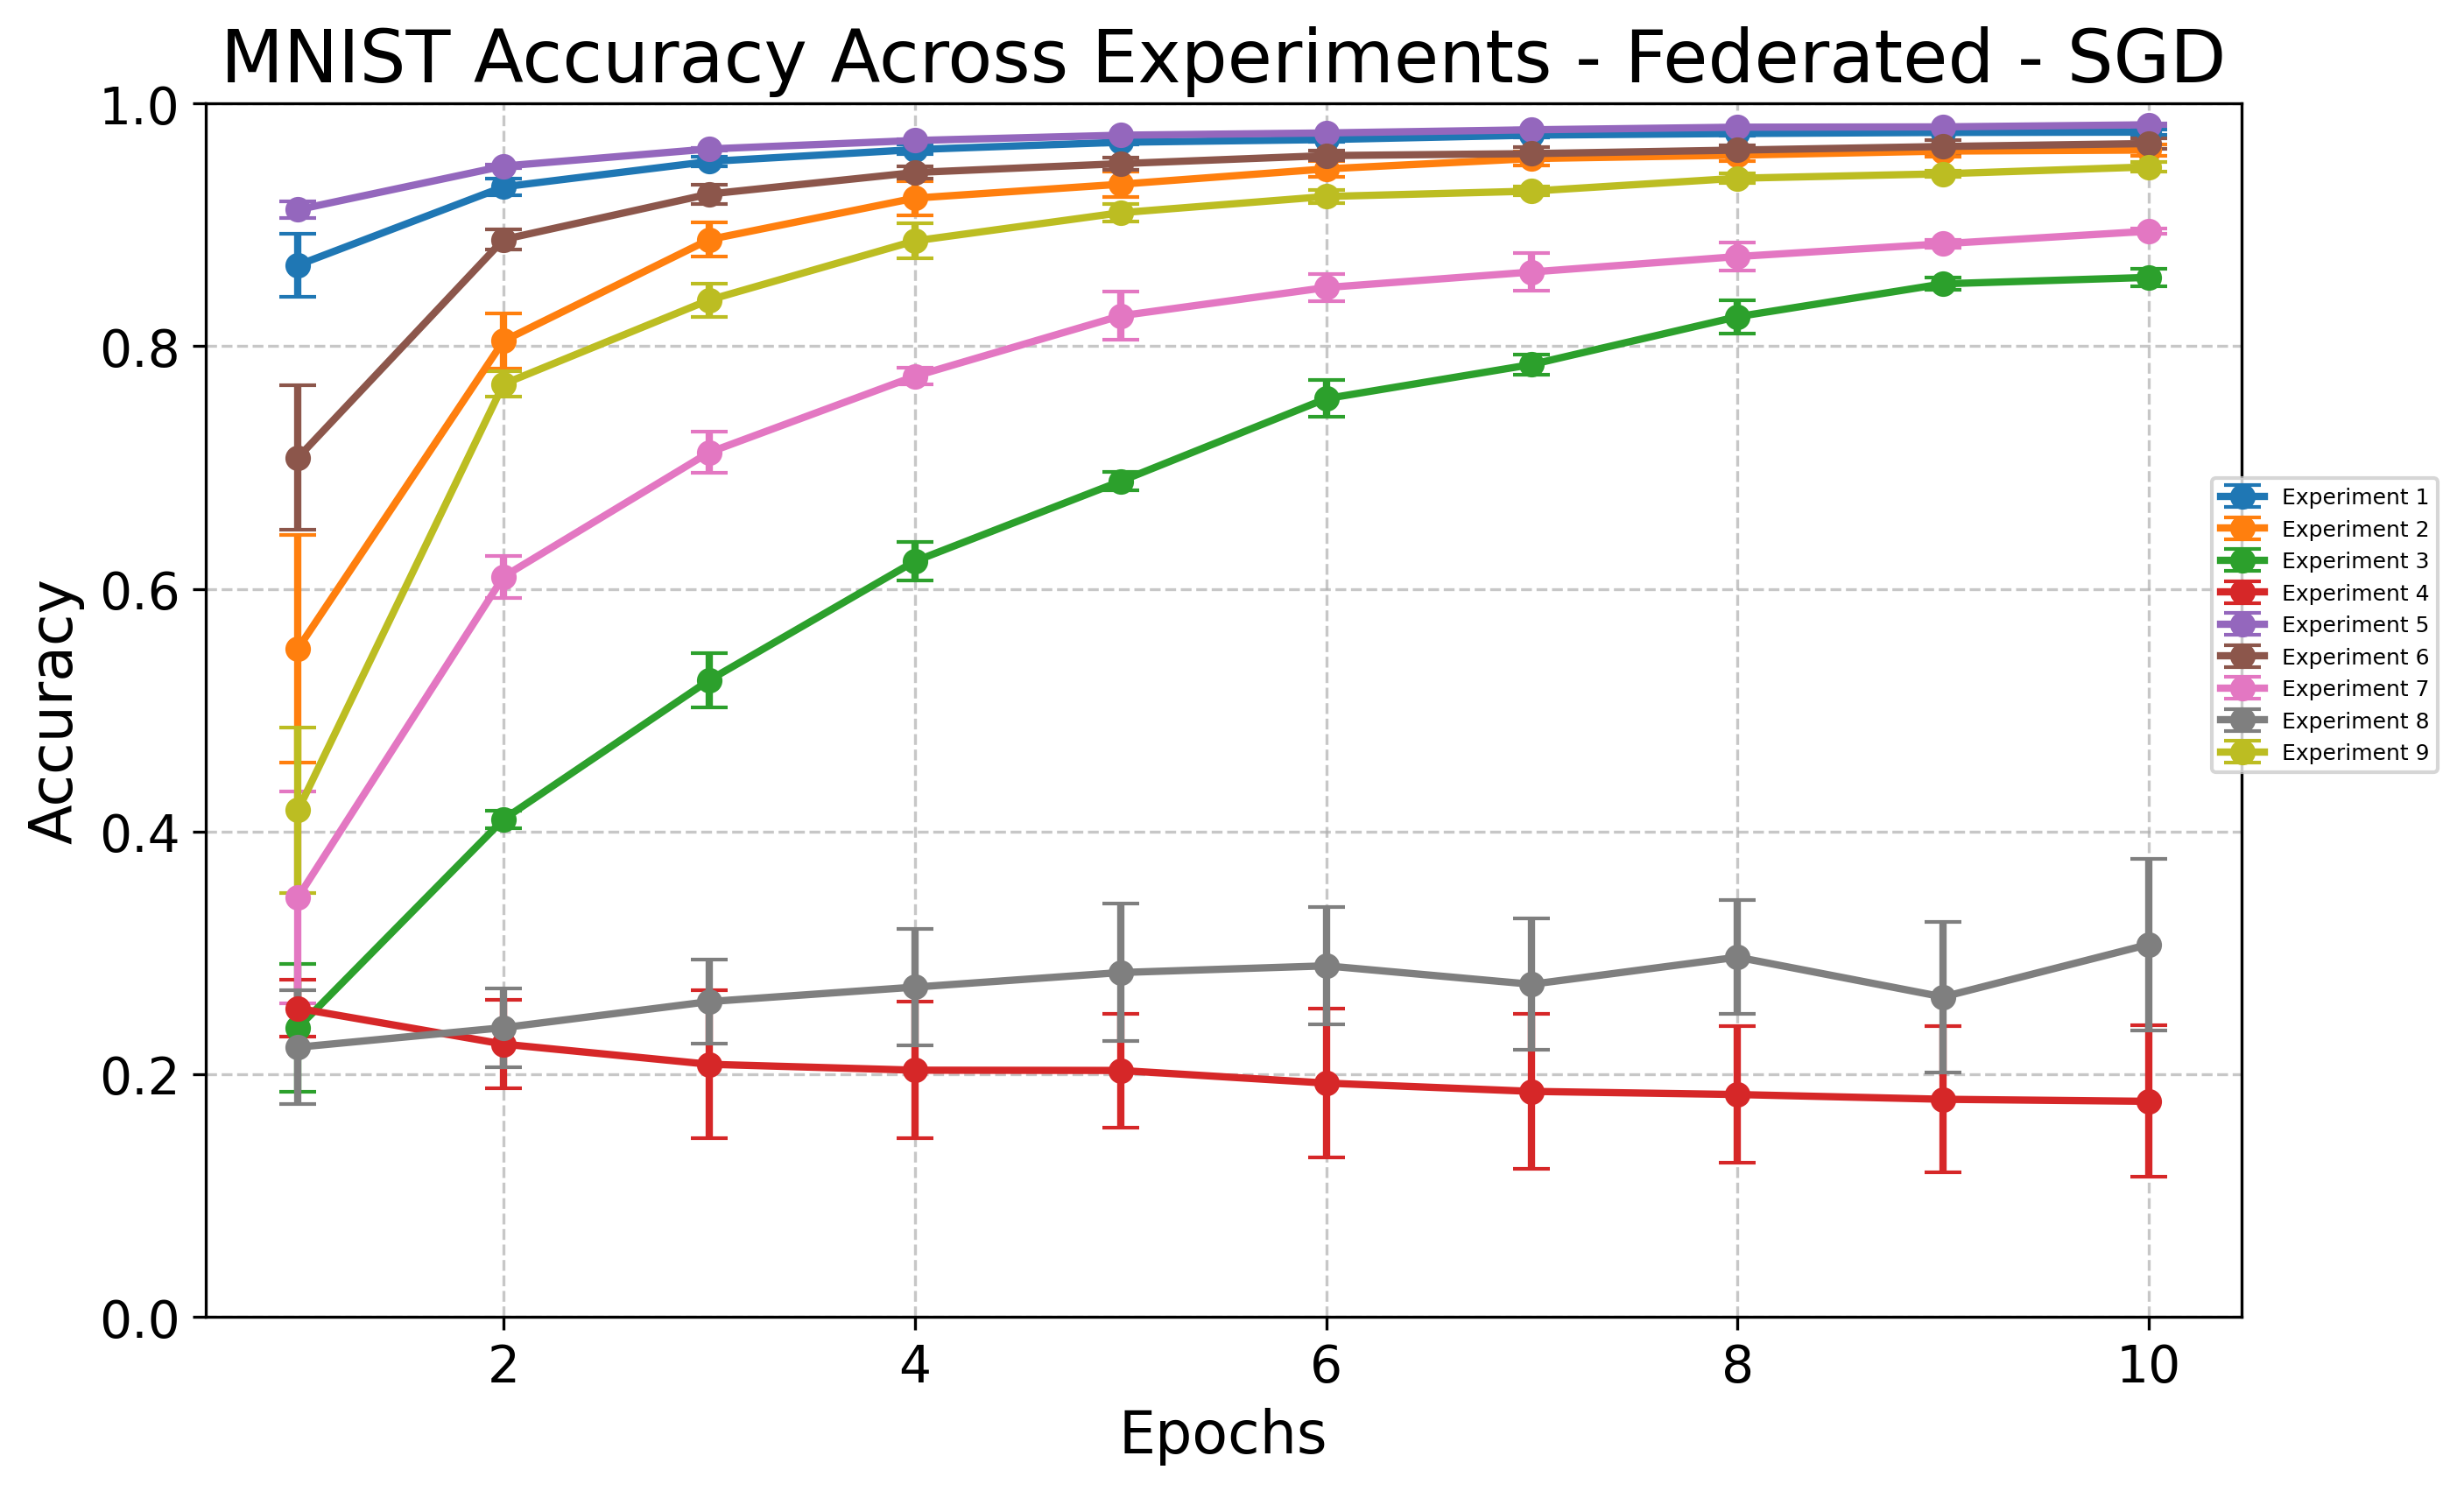 MNIST Accuracy Across Experiments - Federated - SGD
1.0
0.8
0.6
0.4
0.2
0.0
Accuracy
2 4 6 8 10
Epochs
Experiment 1
Experiment 2
Experiment 3
Experiment 4
Experiment 5
Experiment 6
Experiment 7
Experiment 8
Experiment 9